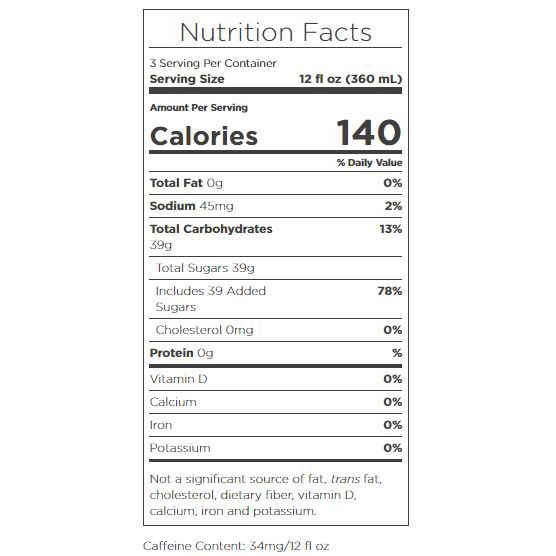 Nutrition Facts
3 Serving Per Container
Serving Size 12 fl oz (360 mL)
Amount Per Serving
Calories 140
% Daily Value
Total Fat 0g 0%
Sodium 45mg 2%
Total Carbohydrates 13%
39g
Total Sugars 39g
Includes 39 Added 78%
Sugars
Cholesterol 0mg 0%
Protein 0g %
Vitamin D 0%
Calcium 0%
Iron 0%
Potassium 0%
Not a significant source of fat, trans fat,
cholesterol, dietary fiber, vitamin D,
calcium, iron and potassium.
Caffeine Content: 34mg/12 fl oz